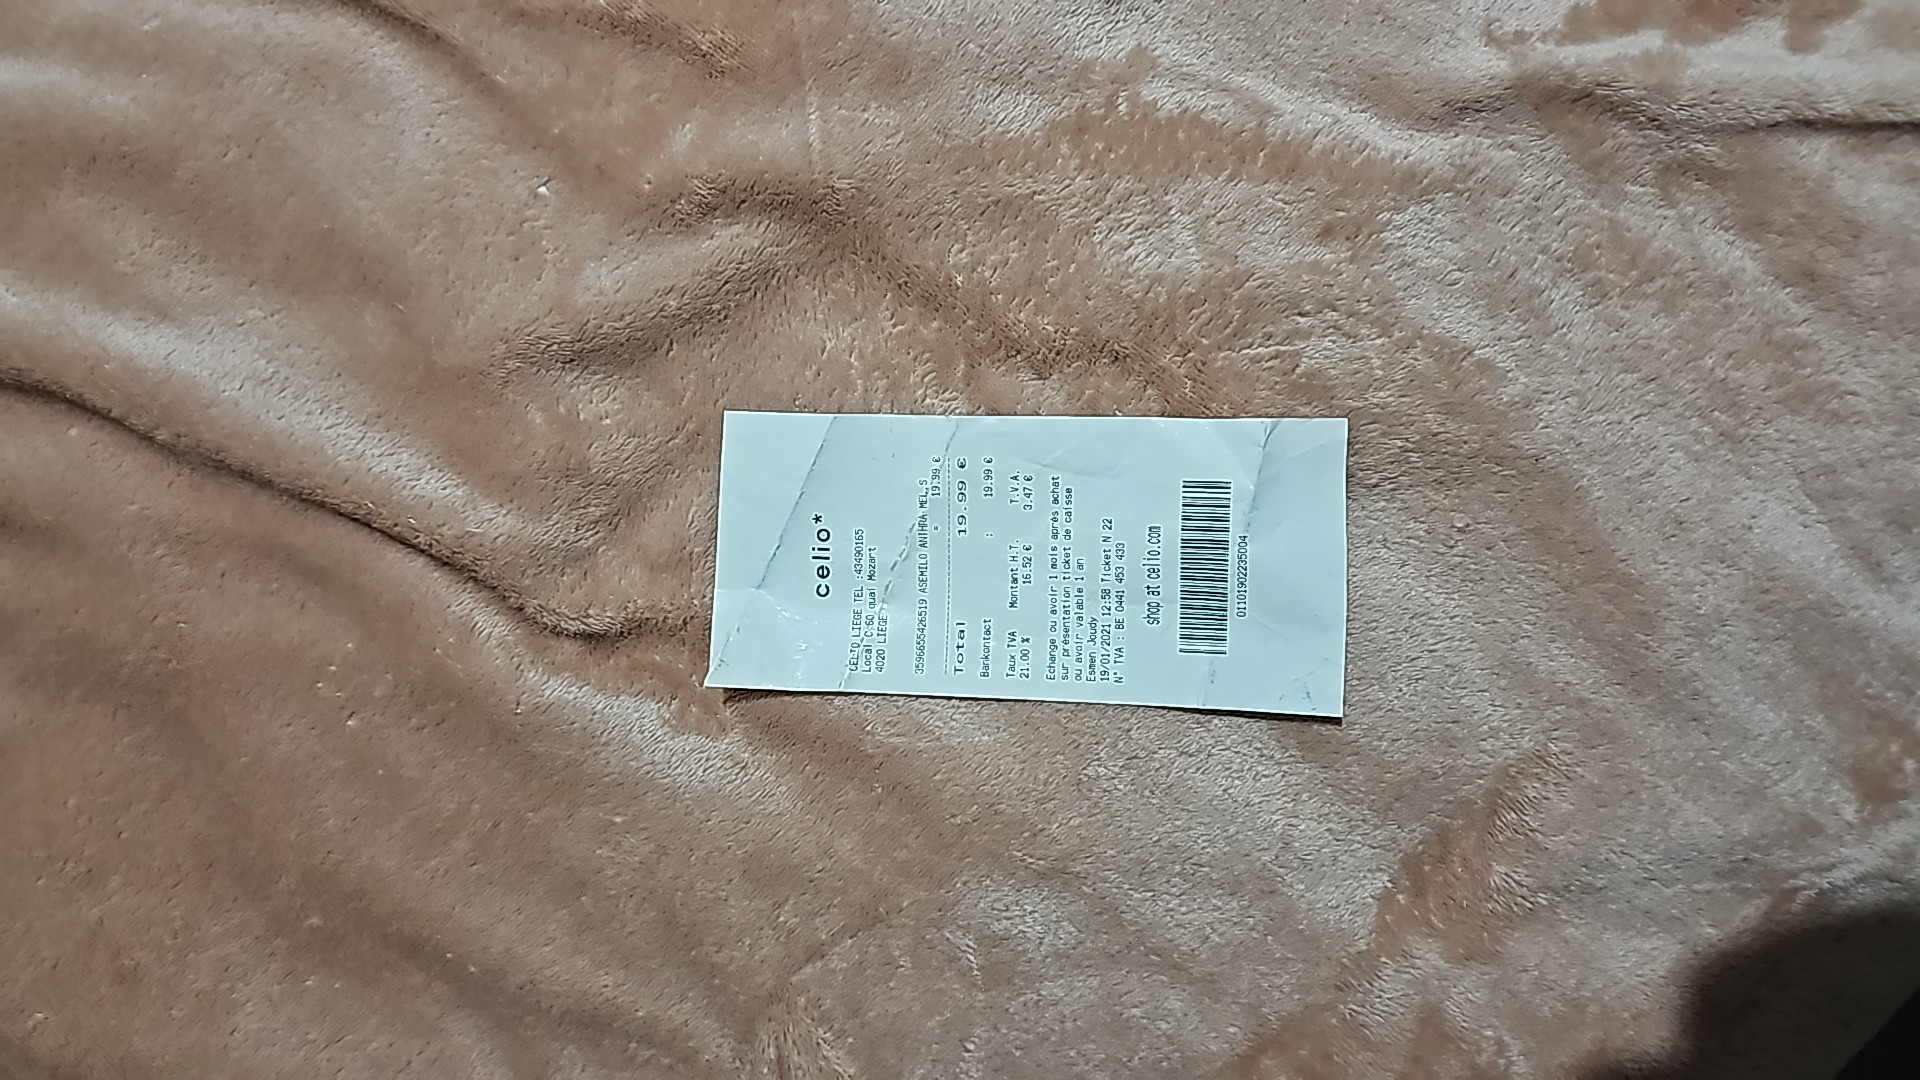 celio*
CELIO LIEGE TEL :43490165
Local C:60 quai Mozart
4020 LIEGE
3596655426519 ASEMILO ANTHRA MEL.S
= 19.99 €
Total 19.99 €
Bankontact : 19.99 €
Taux TVA Montant H.T. T.V.A.
21.00 % 16.52 € 3.47 €
Echange ou avoir 1 mois après achat
sur présentation ticket de caisse
ou avoir valable 1 an
Esmen Joudy
19/01/2021 12:58 Ticket N 22
N° TVA : BE 0441 453 433
shop at celio.com
01101902235004